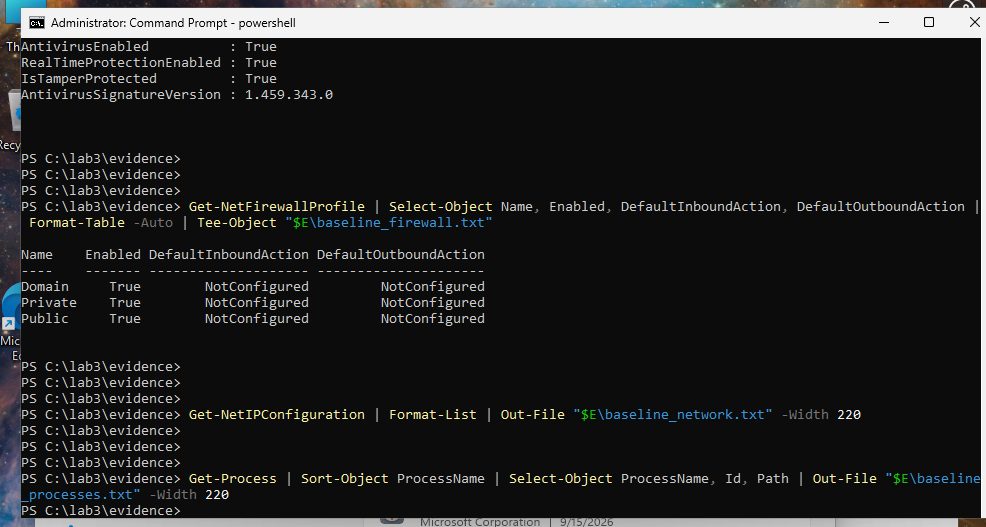 Administrator: Command Prompt - powershell
AntivirusEnabled : True
RealTimeProtectionEnabled : True
IsTamperProtected : True
AntivirusSignatureVersion : 1.459.343.0
PS C:\lab3\evidence>
PS C:\lab3\evidence>
PS C:\lab3\evidence>
PS C:\lab3\evidence> Get-NetFirewallProfile | Select-Object Name, Enabled, DefaultInboundAction, DefaultOutboundAction |
Format-Table -Auto | Tee-Object "$E\baseline_firewall.txt"
Name Enabled DefaultInboundAction DefaultOutboundAction
---- ------- -------------------- ---------------------
Domain True NotConfigured NotConfigured
Private True NotConfigured NotConfigured
Public True NotConfigured NotConfigured
PS C:\lab3\evidence>
PS C:\lab3\evidence>
PS C:\lab3\evidence>
PS C:\lab3\evidence> Get-NetIPConfiguration | Format-List | Out-File "$E\baseline_network.txt" -Width 220
PS C:\lab3\evidence>
PS C:\lab3\evidence>
PS C:\lab3\evidence>
PS C:\lab3\evidence> Get-Process | Sort-Object ProcessName | Select-Object ProcessName, Id, Path | Out-File "$E\baseline
_processes.txt" -Width 220
PS C:\lab3\evidence>
Th
Recy
Mic
Ec
Microsoft Corporation | 9/15/2026